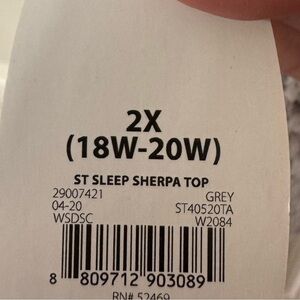 2X
(18W-20W)
ST SLEEP SHERPA TOP
29007421 GREY
04-20 ST40520TA
WSDSC W2084
8 809712 903089
RN# 52469